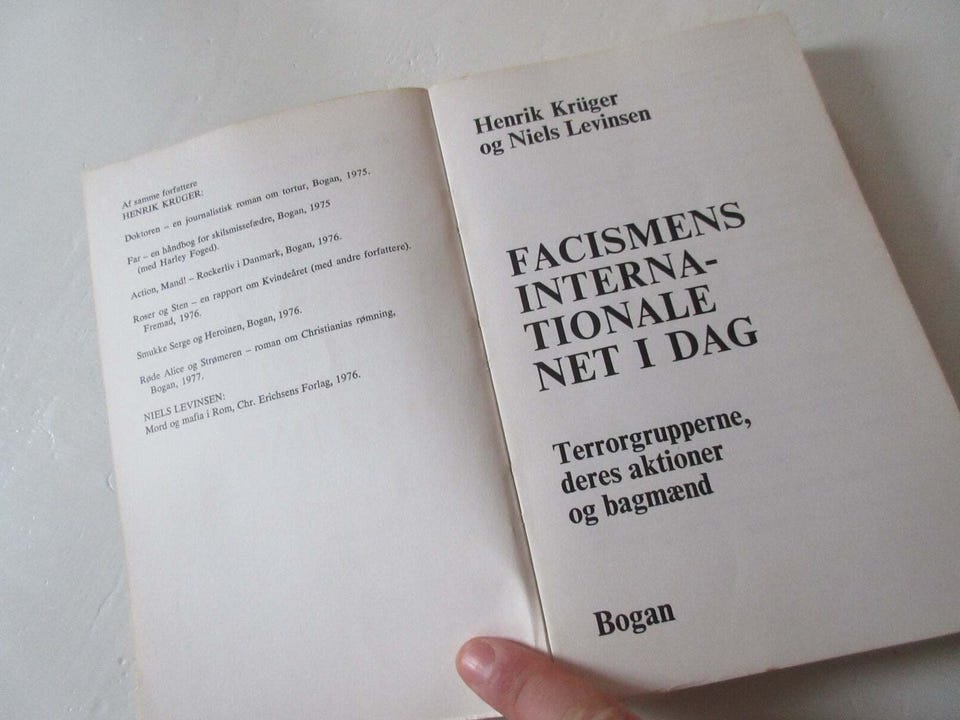 Af samme forfattere
HENRIK KRÜGER:
Doktoren – en journalistisk roman om tortur, Bogan, 1975.
Far – en håndbog for skilsmissefædre, Bogan, 1975
(med Harley Foged).
Action, Mand! – Rockerliv i Danmark, Bogan, 1976.
Roser og Sten – en rapport om Kvindeåret (med andre forfattere).
Fremad, 1976.
Smukke Serge og Heroinen, Bogan, 1976.
Røde Alice og Strømeren – roman om Christianias rømning,
Bogan, 1977.
NIELS LEVINSEN:
Mord og mafia i Rom, Chr. Erichsens Forlag, 1976.
Henrik Krüger
og Niels Levinsen
FACISMENS
INTERNA-
TIONALE
NET I DAG
Terrorgrupperne,
deres aktioner
og bagmænd
Bogan